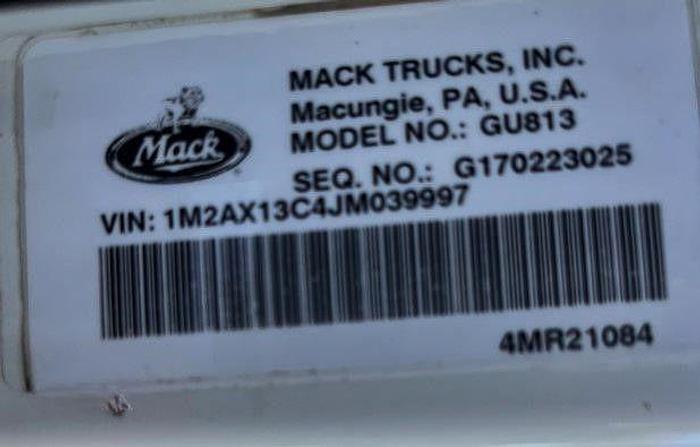 MACK TRUCKS, INC.
Macungie, PA, U.S.A.
MODEL NO.: GU813
Mack
SEQ. NO.: G170223025
VIN: 1M2AX13C4JM039997
4MR21084